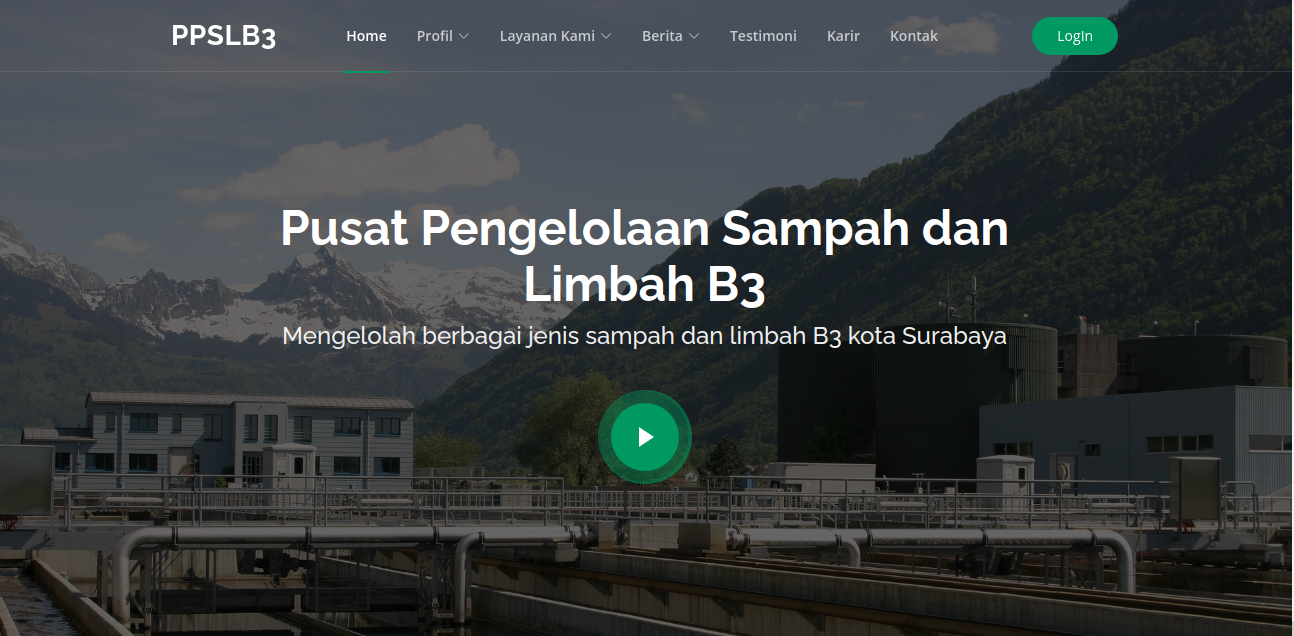 PPSLB3
Home Profil Layanan Kami Berita Testimoni Karir Kontak LogIn
Pusat Pengelolaan Sampah dan
Limbah B3
Mengelolah berbagai jenis sampah dan limbah B3 kota Surabaya